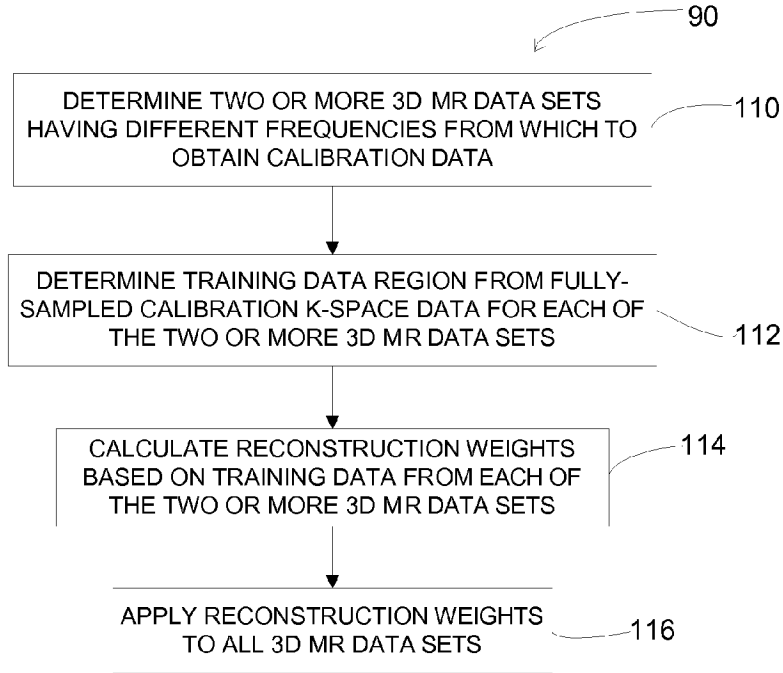 90
DETERMINE TWO OR MORE 3D MR DATA SETS
HAVING DIFFERENT FREQUENCIES FROM WHICH TO
OBTAIN CALIBRATION DATA
110
DETERMINE TRAINING DATA REGION FROM FULLY-
SAMPLED CALIBRATION K-SPACE DATA FOR EACH OF
THE TWO OR MORE 3D MR DATA SETS
112
CALCULATE RECONSTRUCTION WEIGHTS
BASED ON TRAINING DATA FROM EACH OF
THE TWO OR MORE 3D MR DATA SETS
114
APPLY RECONSTRUCTION WEIGHTS
TO ALL 3D MR DATA SETS
116